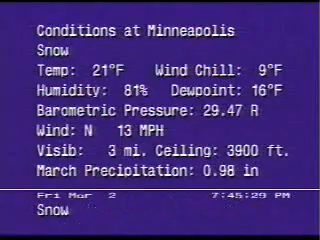 Conditions at Minneapolis
Snow
Temp: 21°F Wind Chill: 9°F
Humidity: 81% Dewpoint: 16°F
Barometric Pressure: 29.47 R
Wind: N 13 MPH
Visib: 3 mi. Ceiling: 3900 ft.
March Precipitation: 0.98 in
Fri Mar 2 7:45:29 PM
Snow